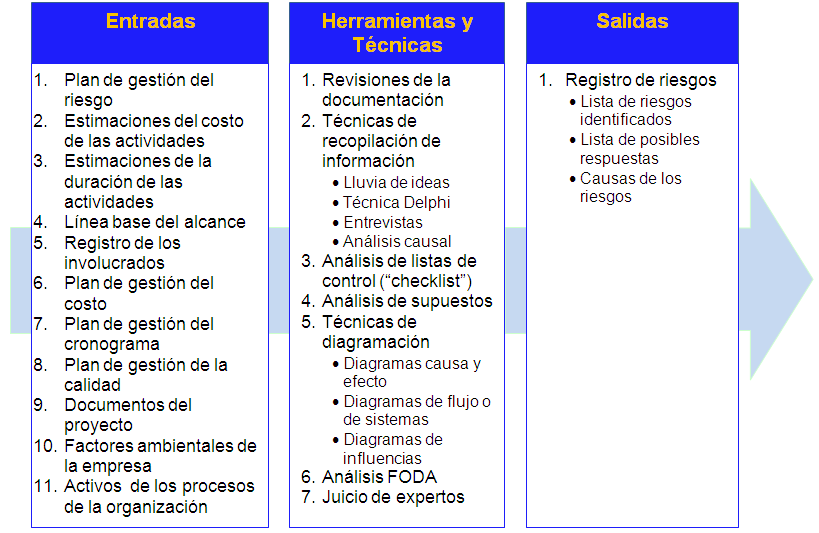 Entradas
1. Plan de gestión del
riesgo
2. Estimaciones del costo
de las actividades
3. Estimaciones de la
duración de las
actividades
4. Línea base del alcance
5. Registro de los
involucrados
6. Plan de gestión del
costo
7. Plan de gestión del
cronograma
8. Plan de gestión de la
calidad
9. Documentos del
proyecto
10. Factores ambientales de
la empresa
11. Activos de los procesos
de la organización
Herramientas y
Técnicas
1. Revisiones de la
documentación
2. Técnicas de
recopilación de
información
• Lluvia de ideas
• Técnica Delphi
• Entrevistas
• Análisis causal
3. Análisis de listas de
control (“checklist”)
4. Análisis de supuestos
5. Técnicas de
diagramación
• Diagramas causa y
efecto
• Diagramas de flujo o
de sistemas
• Diagramas de
influencias
6. Análisis FODA
7. Juicio de expertos
Salidas
1. Registro de riesgos
• Lista de riesgos
identificados
• Lista de posibles
respuestas
• Causas de los
riesgos